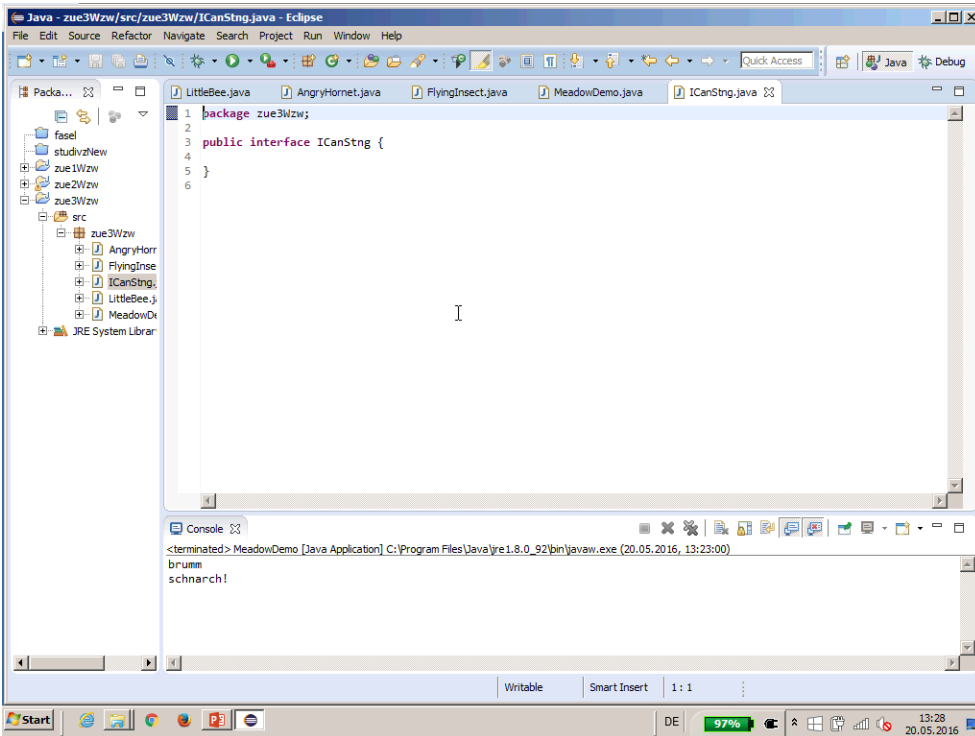 Java - zue3Wzw/src/zue3Wzw/ICanStng.java - Eclipse
File Edit Source Refactor Navigate Search Project Run Window Help
Quick Access
Java
Debug
Packa...
LittleBee.java
AngryHornet.java
FlyingInsect.java
MeadowDemo.java
ICanStng.java
fasel
studivzNew
zue1Wzw
zue2Wzw
zue3Wzw
src
zue3Wzw
AngryHorr
FlyingInse
ICanStng.
LittleBee.j
MeadowDe
JRE System Librar
1 package zue3Wzw;
2
3 public interface ICanStng {
4
5 }
6
Console
<terminated> MeadowDemo [Java Application] C:\Program Files\Java\jre1.8.0_92\bin\javaw.exe (20.05.2016, 13:23:00)
brumm
schnarch!
Writable
Smart Insert
1 : 1
Start
DE
97%
13:28
20.05.2016